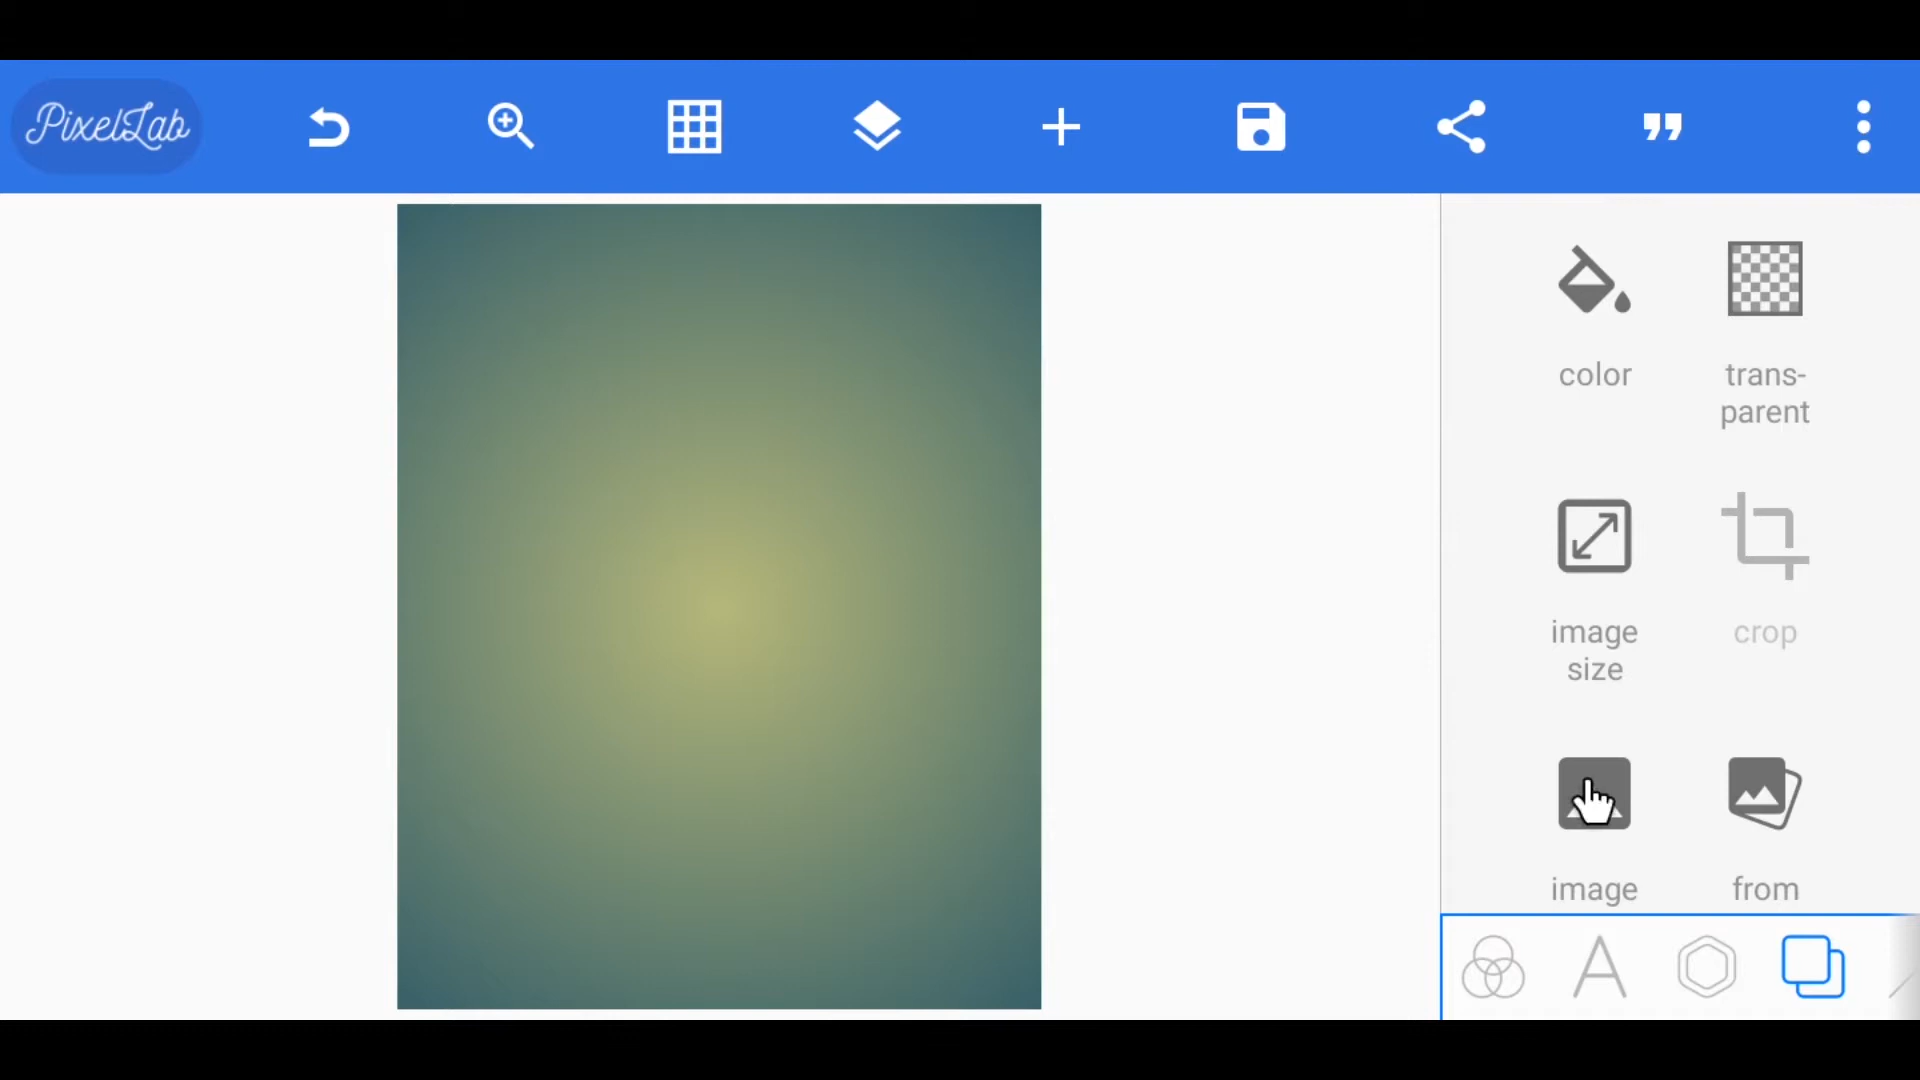 PixelLab
color
trans-
parent
image
size
crop
image
from